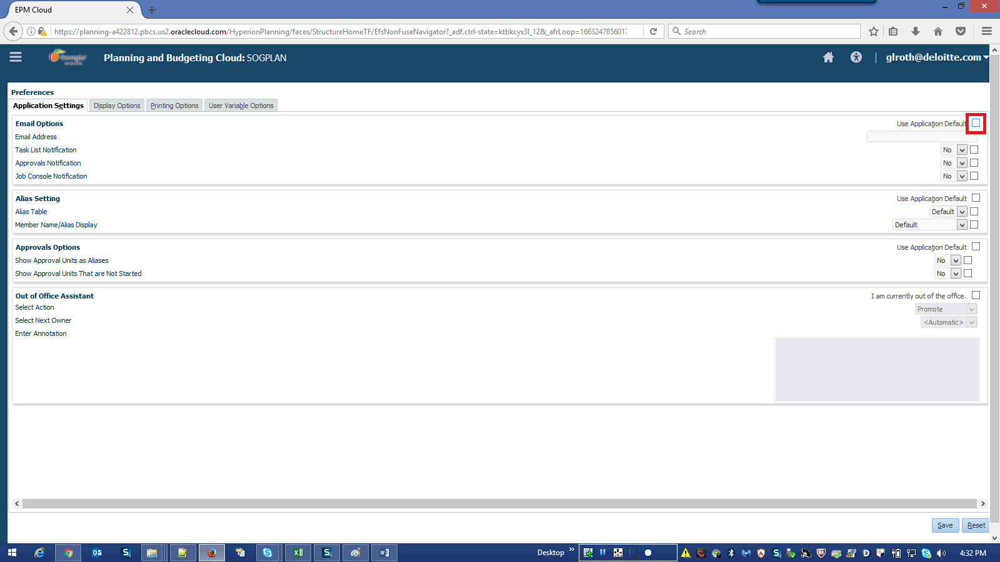 EPM Cloud
https://planning-a422812.pbcs.us2.oraclecloud.com/HyperionPlanning/faces/StructureHomeTF/EfsNonFuseNavigator?_adf.ctrl-state=ktbkcyx3l_12&_afrLoop=1663247856017
Search
Georgia
Planning and Budgeting Cloud: SOGPLAN
glroth@deloitte.com
Preferences
Application Settings Display Options Printing Options User Variable Options
Email Options Use Application Default
Email Address
Task List Notification No
Approvals Notification No
Job Console Notification No
Alias Setting Use Application Default
Alias Table Default
Member Name/Alias Display Default
Approvals Options Use Application Default
Show Approval Units as Aliases No
Show Approval Units That are Not Started No
Out of Office Assistant I am currently out of the office.
Select Action Promote
Select Next Owner <Automatic>
Enter Annotation
Save Reset
Desktop 4:32 PM